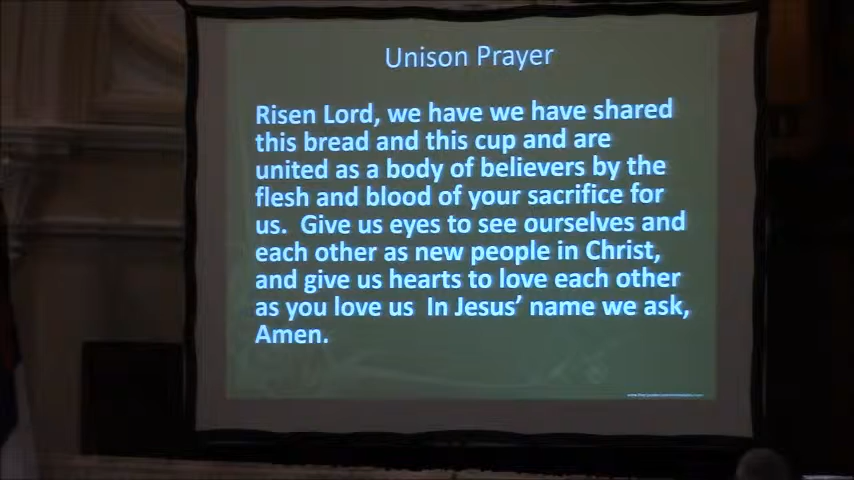 Unison Prayer
Risen Lord, we have we have shared
this bread and this cup and are
united as a body of believers by the
flesh and blood of your sacrifice for
us.  Give us eyes to see ourselves and
each other as new people in Christ,
and give us hearts to love each other
as you love us  In Jesus’ name we ask,
Amen.